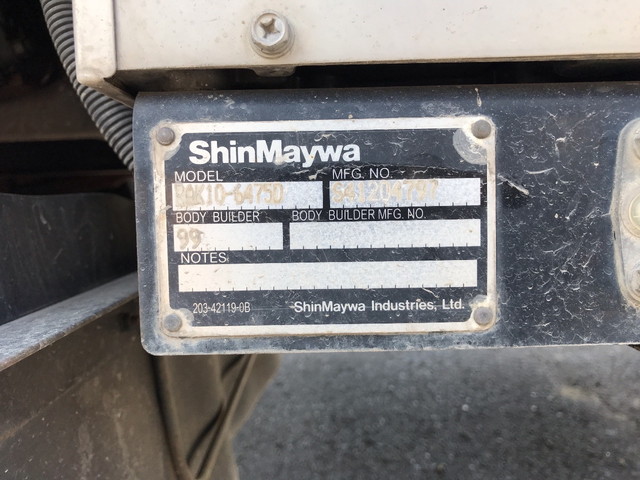 ShinMaywa
MODEL MFG. NO.
BODY BUILDER BODY BUILDER MFG. NO.
99
NOTES
203-42119-0B ShinMaywa Industries, Ltd.